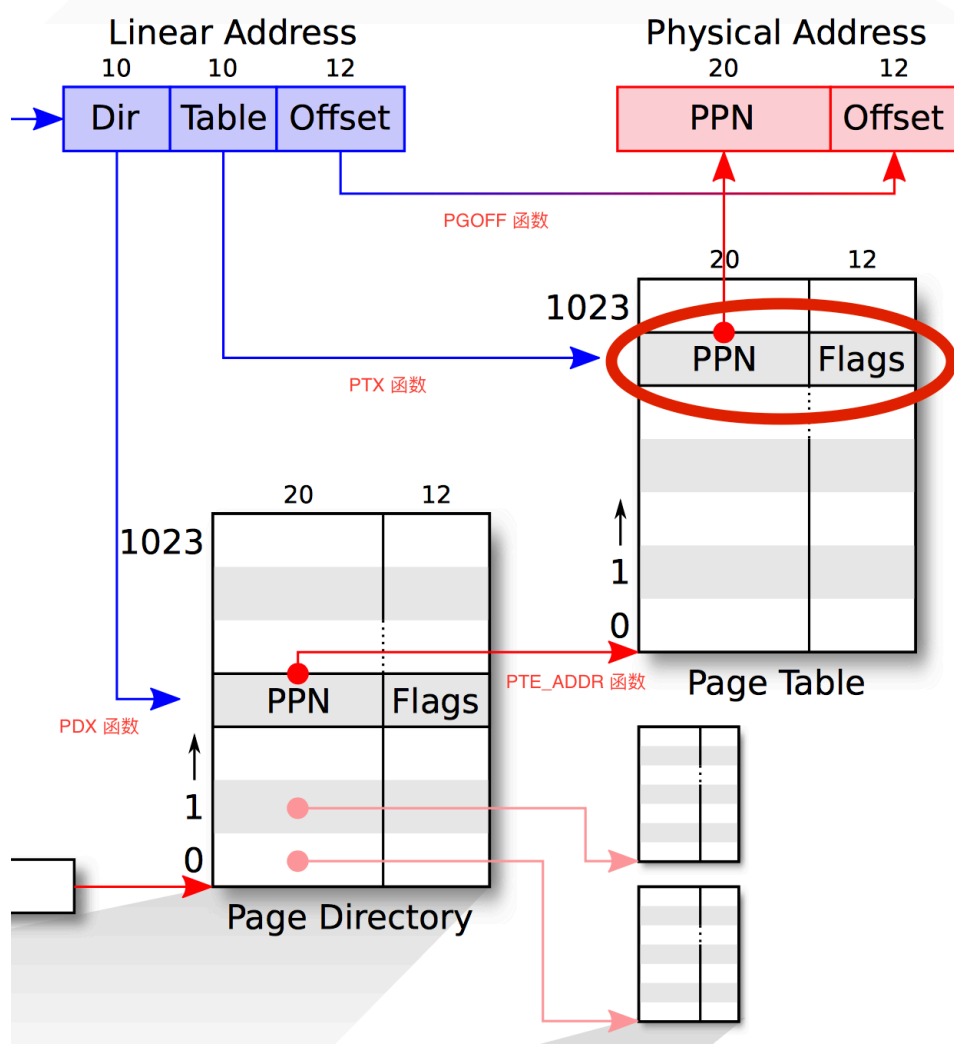 Linear Address
Physical Address
10 10 12
20 12
Dir Table Offset
PPN Offset
PGOFF 函数
20 12
1023
PPN Flags
PTX 函数
20 12
1023
1
0
PTE_ADDR 函数
Page Table
PPN Flags
PDX 函数
1
0
Page Directory